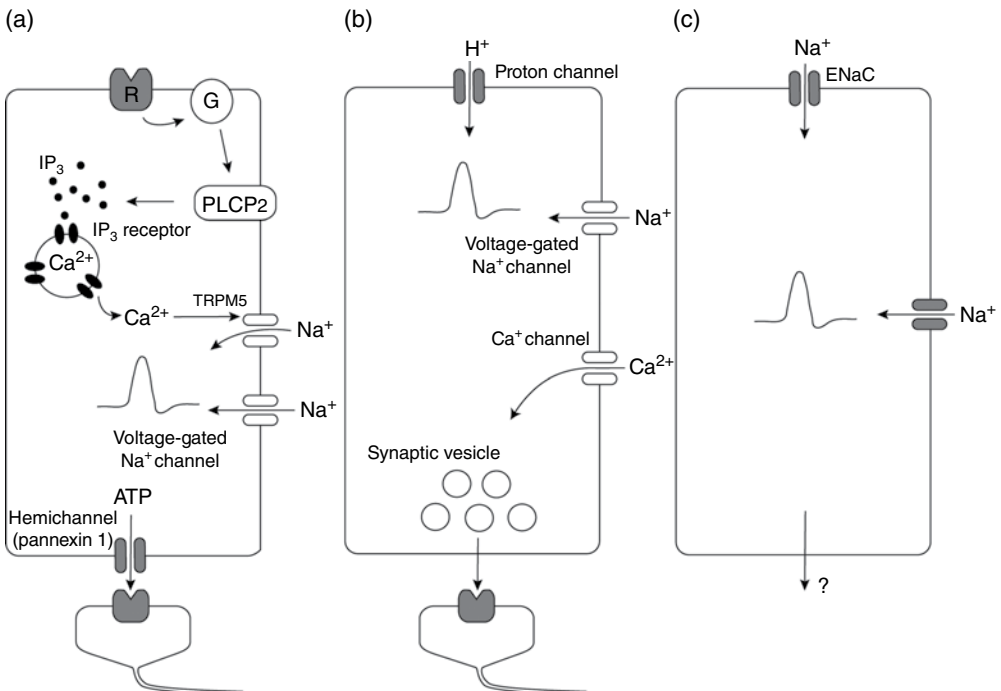 (a)
R
G
IP3
PLCP2
IP3 receptor
Ca2+
Ca2+
TRPM5
Na+
Na+
Voltage-gated
Na+ channel
ATP
Hemichannel
(pannexin 1)
(b)
H+
Proton channel
Na+
Voltage-gated
Na+ channel
Ca+ channel
Ca2+
Synaptic vesicle
(c)
Na+
ENaC
Na+
?